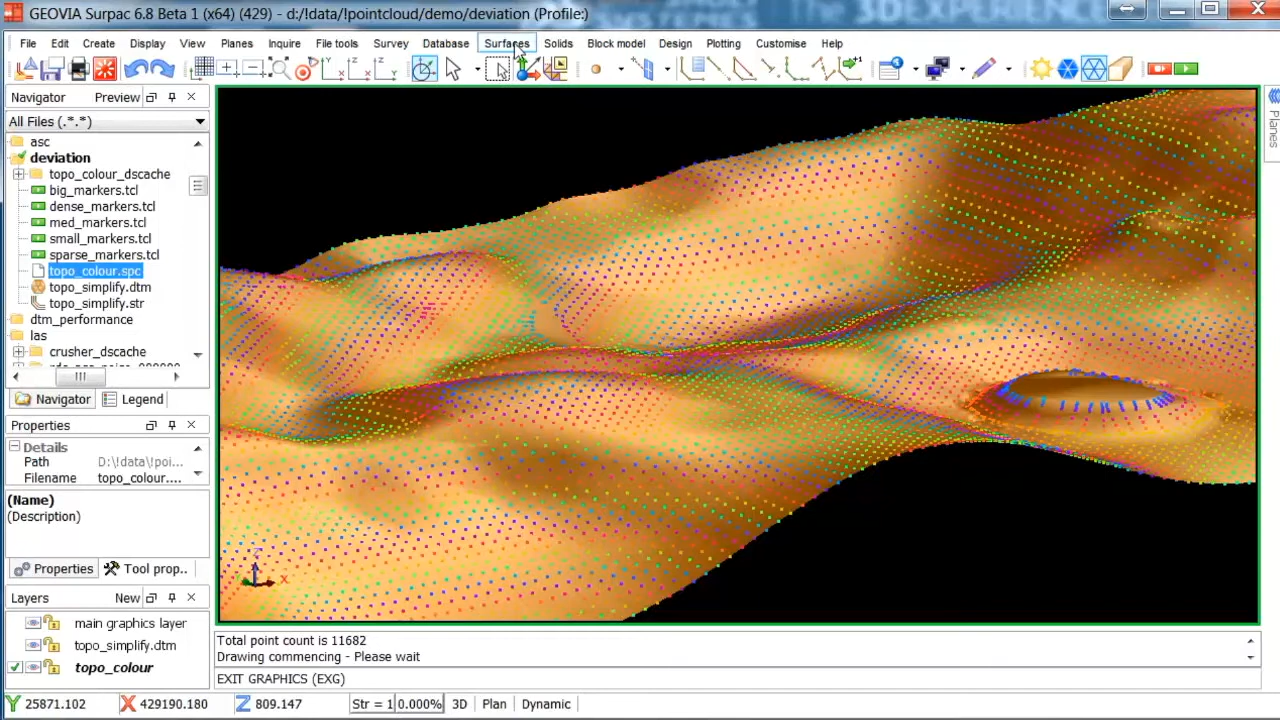 GEOVIA Surpac 6.8 Beta 1 (x64) (429) - d:/!data/!pointcloud/demo/deviation (Profile:)
File Edit Create Display View Planes Inquire File tools Survey Database Surfaces Solids Block model Design Plotting Customise Help
Navigator Preview
All Files (.*.*)
asc
deviation
topo_colour_dscache
big_markers.tcl
dense_markers.tcl
med_markers.tcl
small_markers.tcl
sparse_markers.tcl
topo_colour.spc
topo_simplify.dtm
topo_simplify.str
dtm_performance
las
crusher_dscache
Navigator Legend
Properties
Details
Path D:\!data\!poi...
Filename topo_colour....
(Name)
(Description)
Properties Tool prop..
Layers New
main graphics layer
topo_simplify.dtm
topo_colour
Planes
Z
X
Total point count is 11682
Drawing commencing - Please wait
EXIT GRAPHICS (EXG)
Y 25871.102 X 429190.180 Z 809.147 Str = 1 0.000% 3D Plan Dynamic